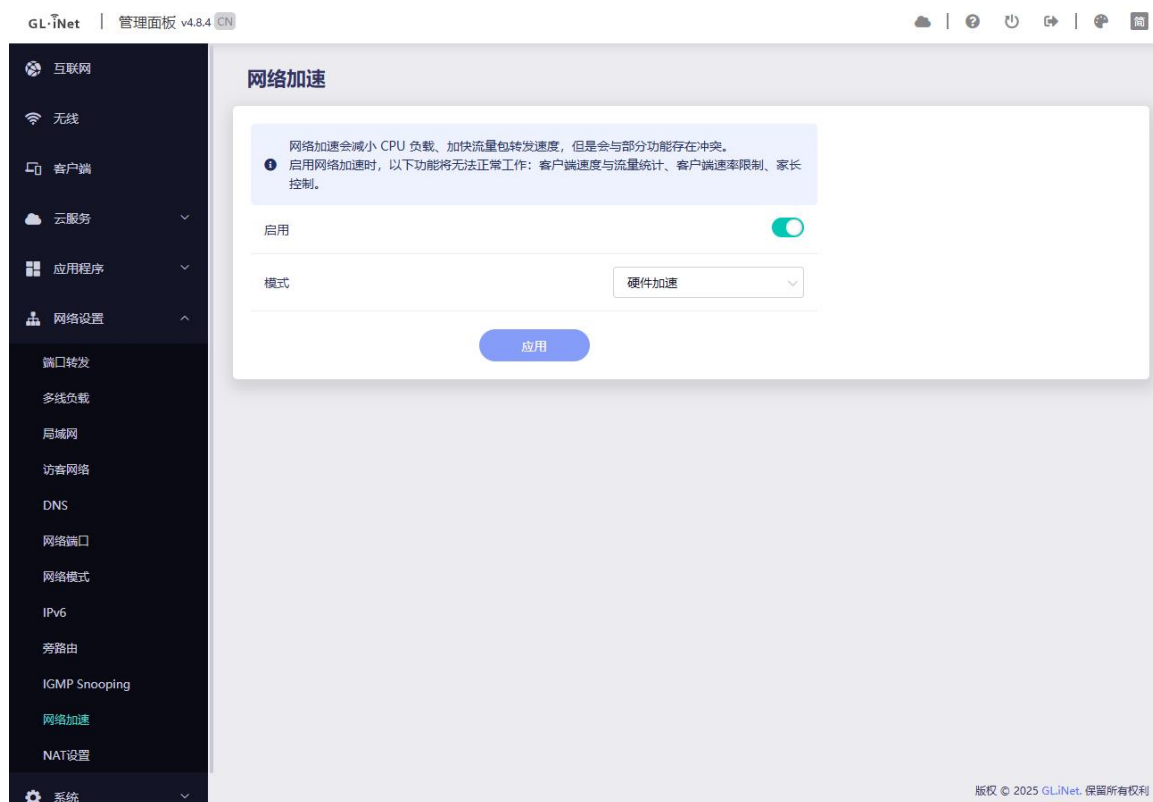 GL·iNet | 管理面板 v4.8.4 CN
简
互联网
无线
客户端
云服务
应用程序
网络设置
端口转发
多线负载
局域网
访客网络
DNS
网络端口
网络模式
IPv6
旁路由
IGMP Snooping
网络加速
NAT设置
系统
网络加速
网络加速会减小 CPU 负载、加快流量包转发速度，但是会与部分功能存在冲突。
启用网络加速时，以下功能将无法正常工作：客户端速度与流量统计、客户端速率限制、家长
控制。
启用
模式
硬件加速
应用
版权 © 2025 GL.iNet. 保留所有权利